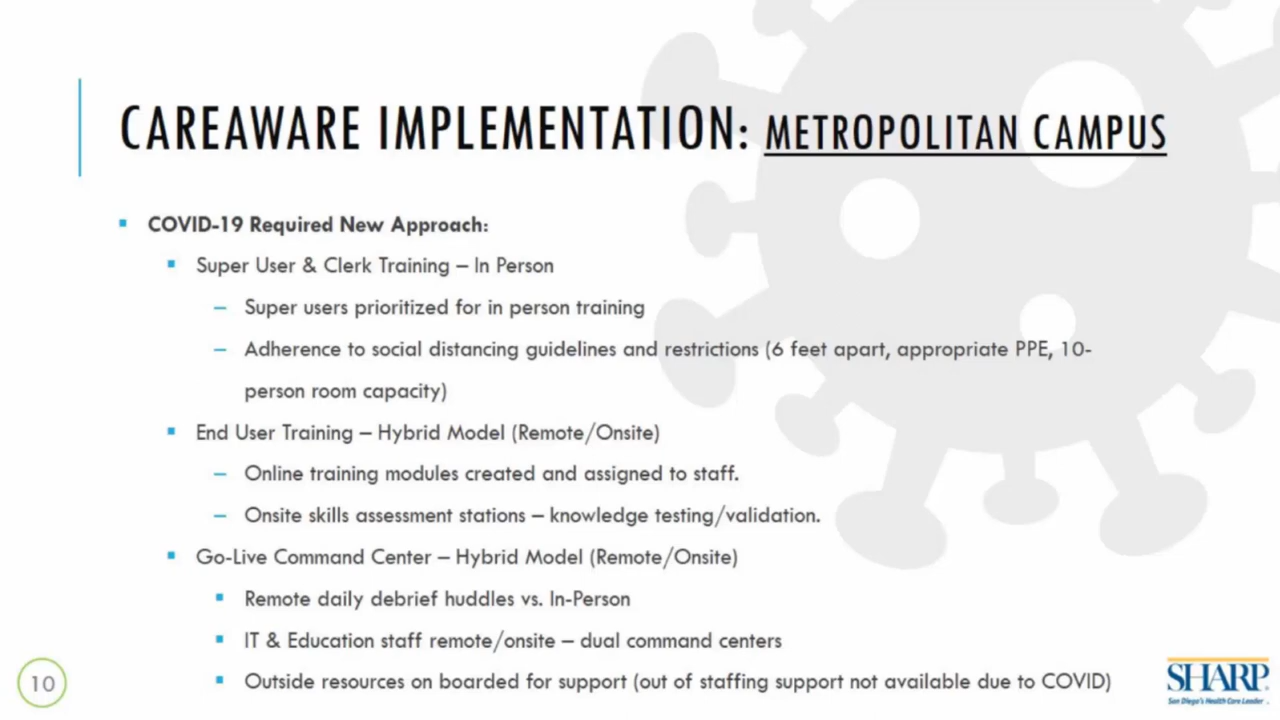 CAREAWARE IMPLEMENTATION: METROPOLITAN CAMPUS
COVID-19 Required New Approach:
Super User & Clerk Training – In Person
– Super users prioritized for in person training
– Adherence to social distancing guidelines and restrictions (6 feet apart, appropriate PPE, 10-
person room capacity)
End User Training – Hybrid Model (Remote/Onsite)
– Online training modules created and assigned to staff.
– Onsite skills assessment stations – knowledge testing/validation.
Go-Live Command Center – Hybrid Model (Remote/Onsite)
Remote daily debrief huddles vs. In-Person
IT & Education staff remote/onsite – dual command centers
Outside resources on boarded for support (out of staffing support not available due to COVID)
10
SHARP
San Diego's Health Care Leader